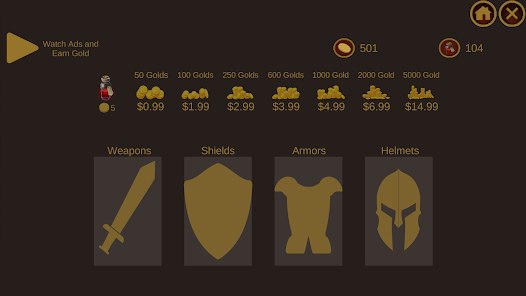 Watch Ads and
Earn Gold
501
104
50 Golds
100 Golds
250 Golds
600 Golds
1000 Gold
2000 Gold
5000 Gold
5
$0.99
$1.99
$2.99
$3.99
$4.99
$6.99
$14.99
Weapons
Shields
Armors
Helmets